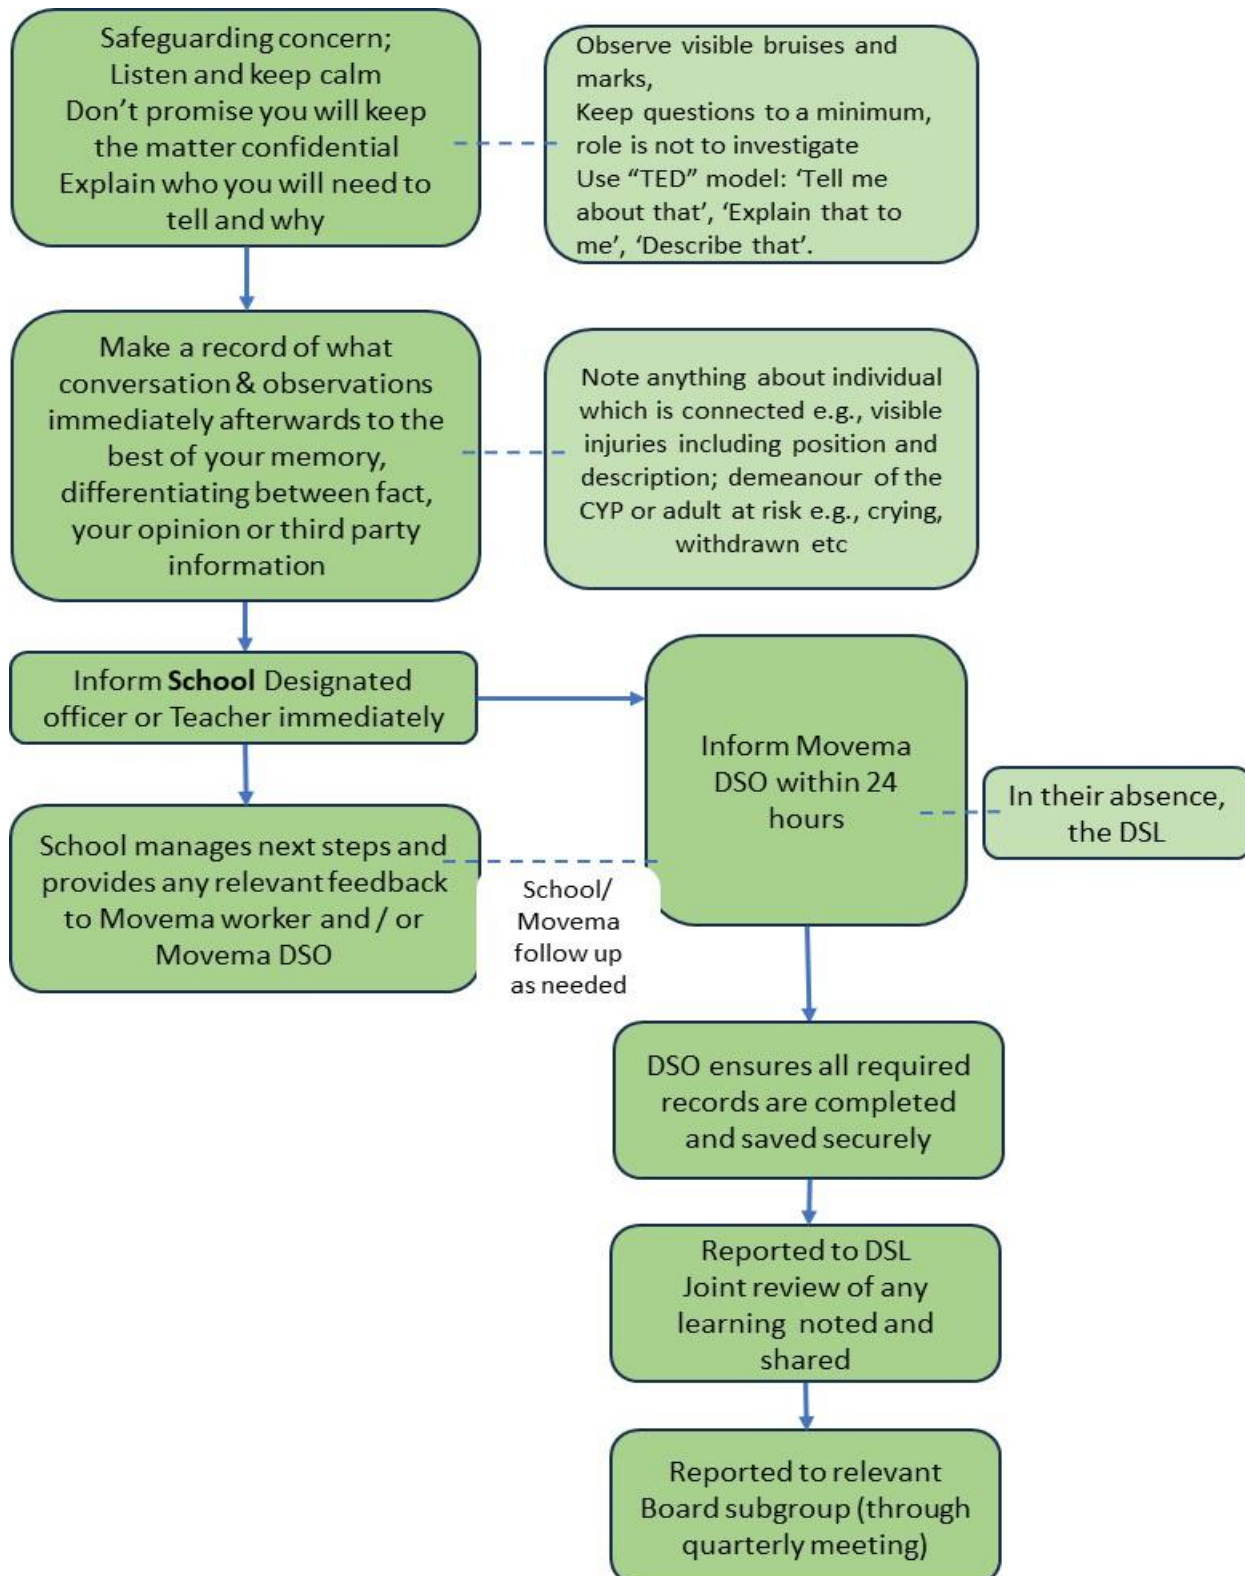 Safeguarding concern;
Listen and keep calm
Don’t promise you will keep
the matter confidential
Explain who you will need to
tell and why
Observe visible bruises and
marks,
Keep questions to a minimum,
role is not to investigate
Use “TED” model: ‘Tell me
about that’, ‘Explain that to
me’, ‘Describe that’.
Make a record of what
conversation & observations
immediately afterwards to the
best of your memory,
differentiating between fact,
your opinion or third party
information
Note anything about individual
which is connected e.g., visible
injuries including position and
description; demeanour of the
CYP or adult at risk e.g., crying,
withdrawn etc
Inform School Designated
officer or Teacher immediately
Inform Movema
DSO within 24
hours
In their absence,
the DSL
School manages next steps and
provides any relevant feedback
to Movema worker and / or
Movema DSO
School/
Movema
follow up
as needed
DSO ensures all required
records are completed
and saved securely
Reported to DSL
Joint review of any
learning noted and
shared
Reported to relevant
Board subgroup (through
quarterly meeting)